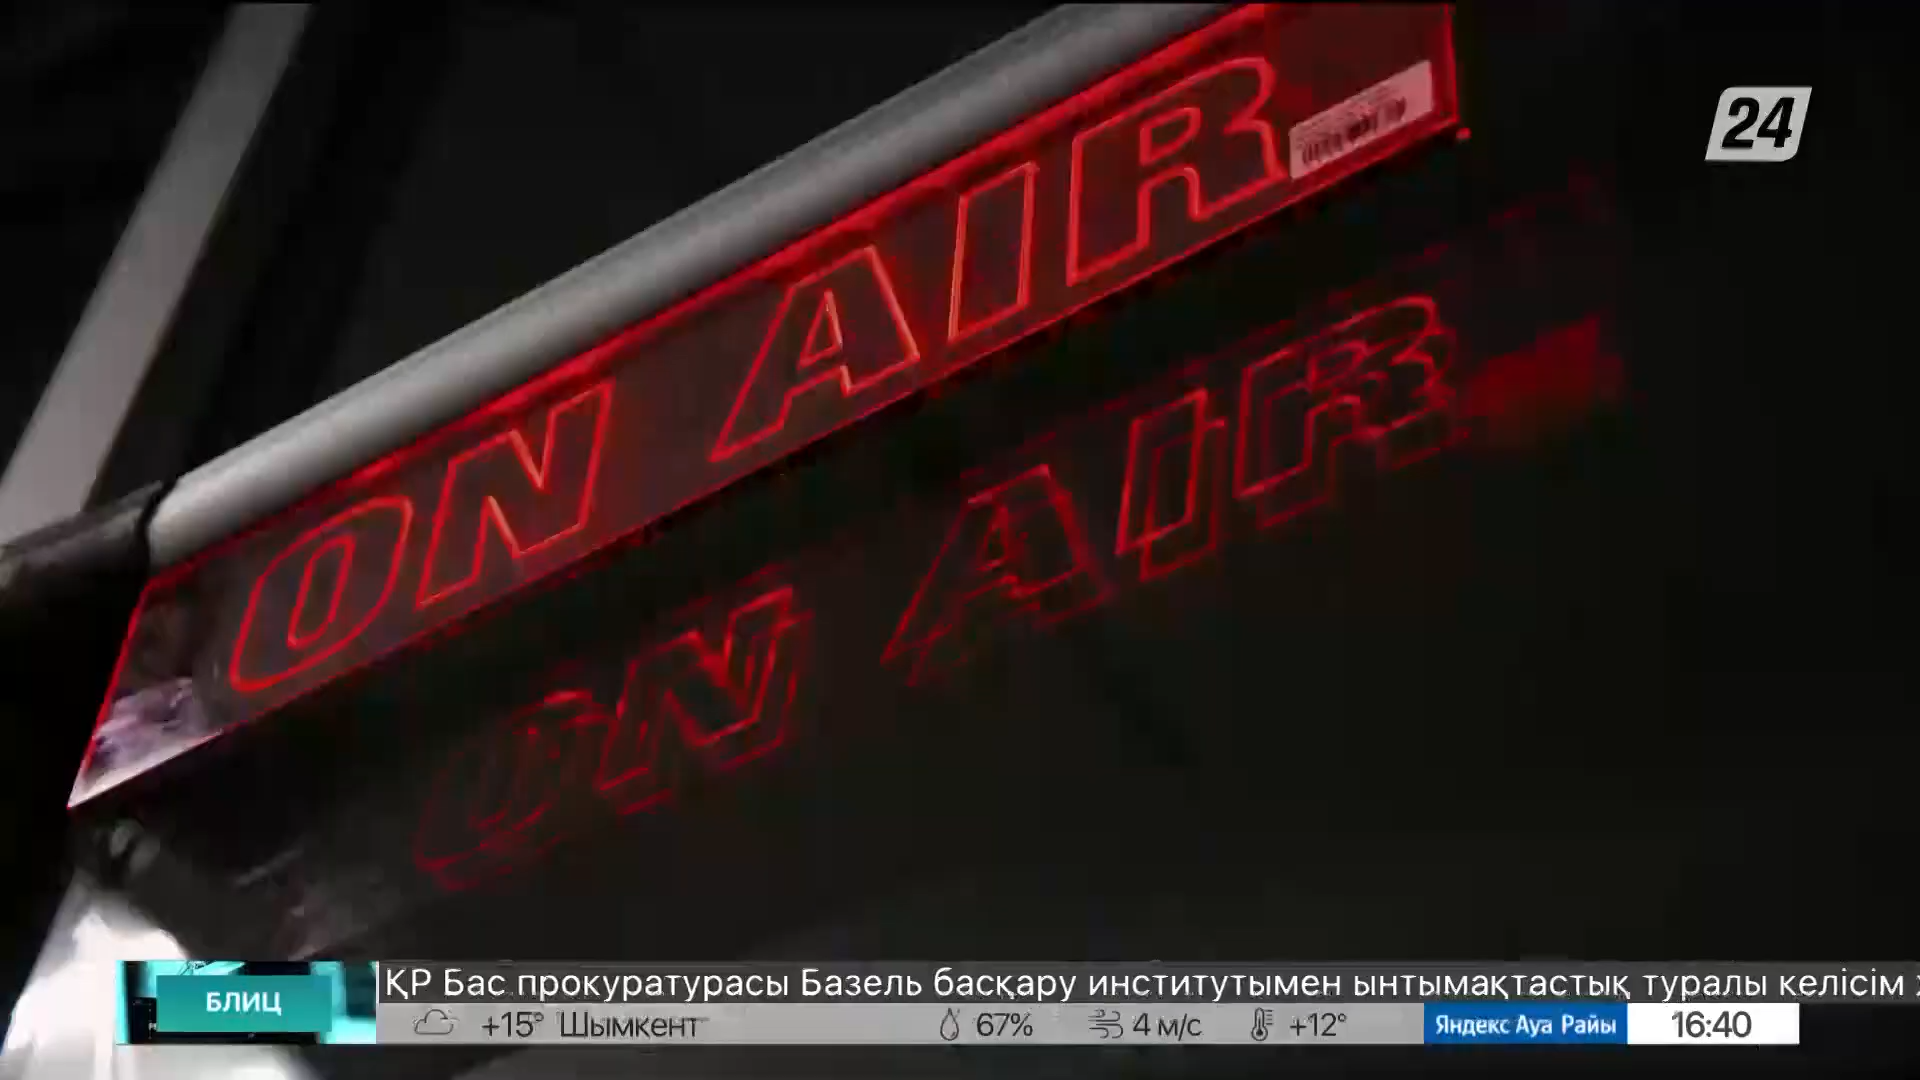 24
ON AIR
ON AIR
БЛИЦ
ҚР Бас прокуратурасы Базель басқару институтымен ынтымақтастық туралы келісім
+15° Шымкент 67% 4 м/с +12° Яндекс Ауа Райы 16:40